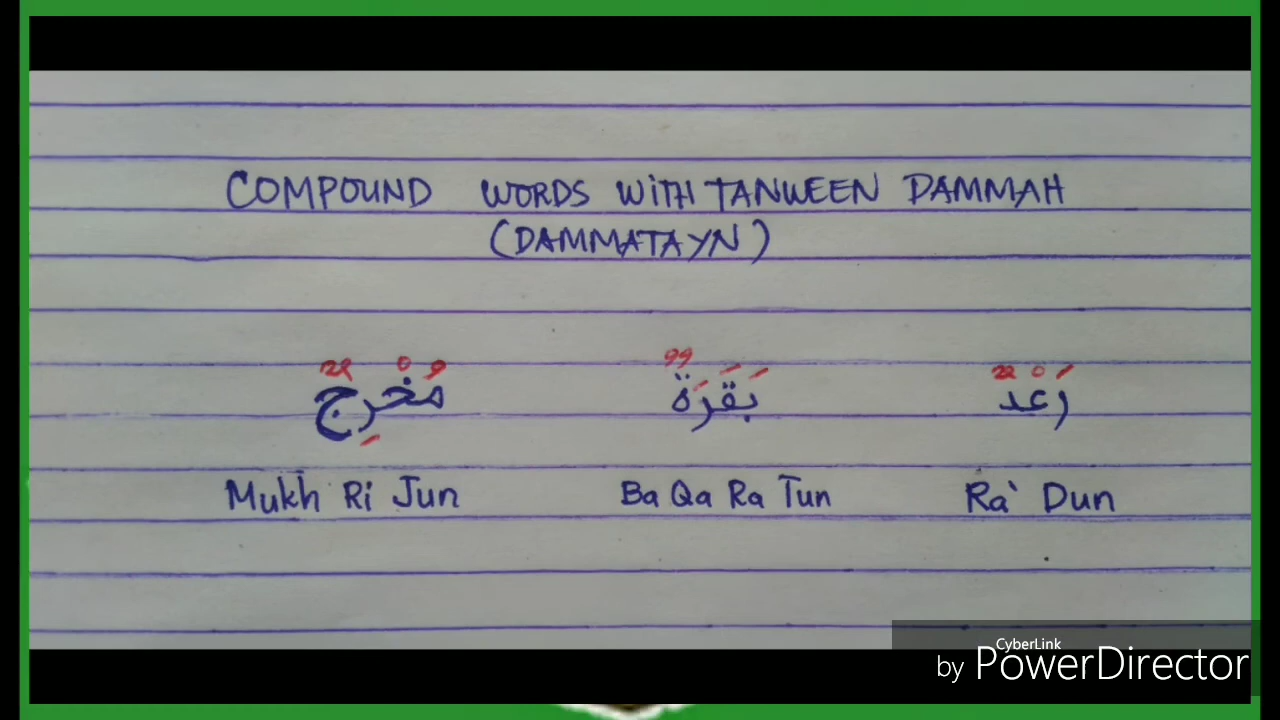 COMPOUND WORDS WITH TANWEEN DAMMAH
(DAMMATAYN)
رَعْدٌ بَقَرَةٌ مُخْرِجٌ
Mukh Ri Jun Ba Qa Ra Tun Ra` Dun
CyberLink
by PowerDirector